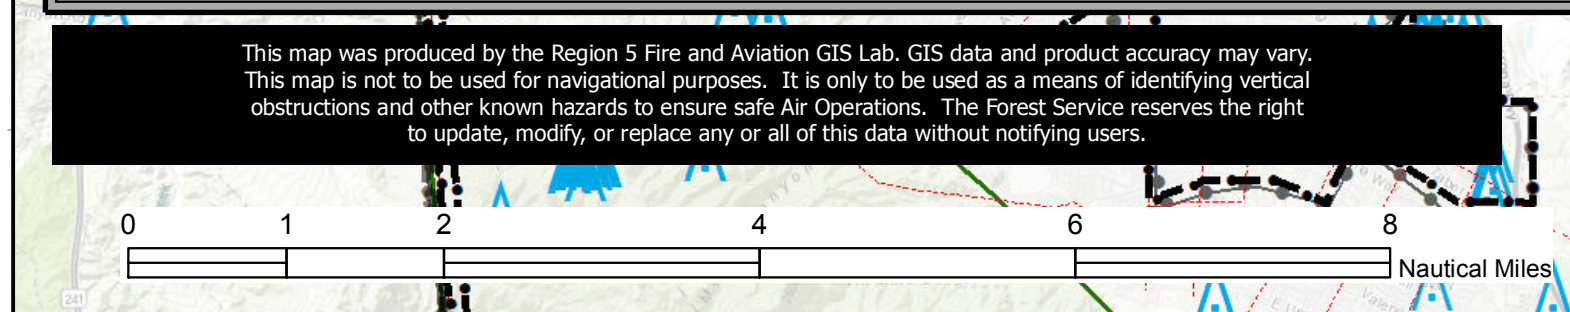 This map was produced by the Region 5 Fire and Aviation GIS Lab. GIS data and product accuracy may vary.
This map is not to be used for navigational purposes.  It is only to be used as a means of identifying vertical
obstructions and other known hazards to ensure safe Air Operations.  The Forest Service reserves the right
to update, modify, or replace any or all of this data without notifying users.
0 1 2 4 6 8
Nautical Miles
241